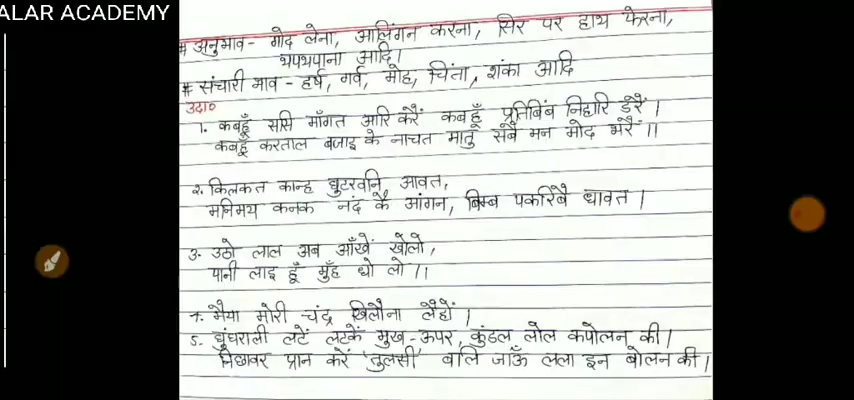 ALAR ACADEMY
# अनुभाव - गोद लेना, आलिंगन करना, सिर पर हाथ फेरना,
थपथपाना आदि।
# संचारी भाव - हर्ष, गर्व, मोह, चिंता, शंका आदि
उदा०
1. कबहूँ ससि माँगत आरि करैं कबहूँ प्रतिबिंब निहारि डरैं।
कबहूँ करताल बजाइ के नाचत मातु सबै मन मोद भरैं।।
२. किलकत कान्ह घुटरवनि आवत,
मनिमय कनक नंद कै आंगन, बिम्ब पकरिबै धावत।
3. उठो लाल अब आँखें खोलो,
पानी लाइ हूँ मुँह धो लो।।
4. मैया मोरी चंद्र खिलौना लैहौं।
5. घुंघराली लटें लटकें मुख - ऊपर, कुंडल लोल कपोलन की।
निछावर प्रान करें 'तुलसी' बलि जाँऊ लला इन बोलन की।